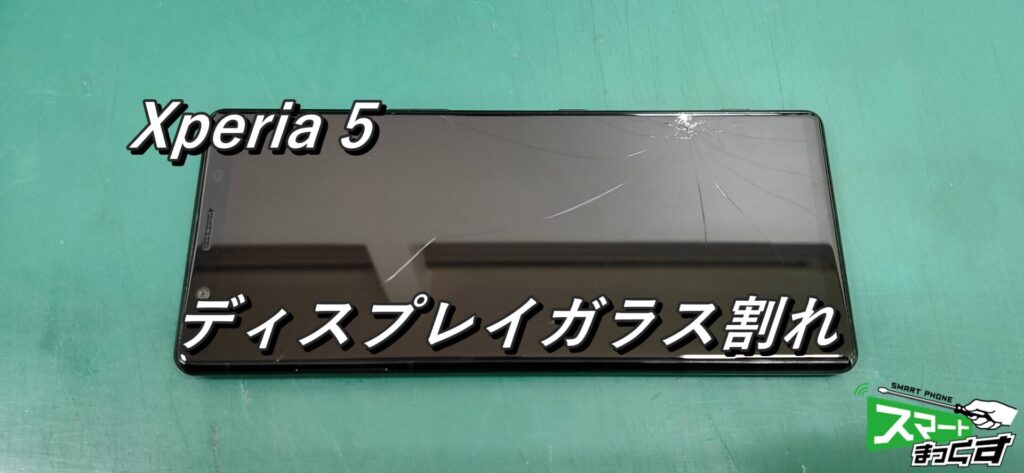 Xperia 5
ディスプレイガラス割れ
SMART PHONE
スマート
まっくす